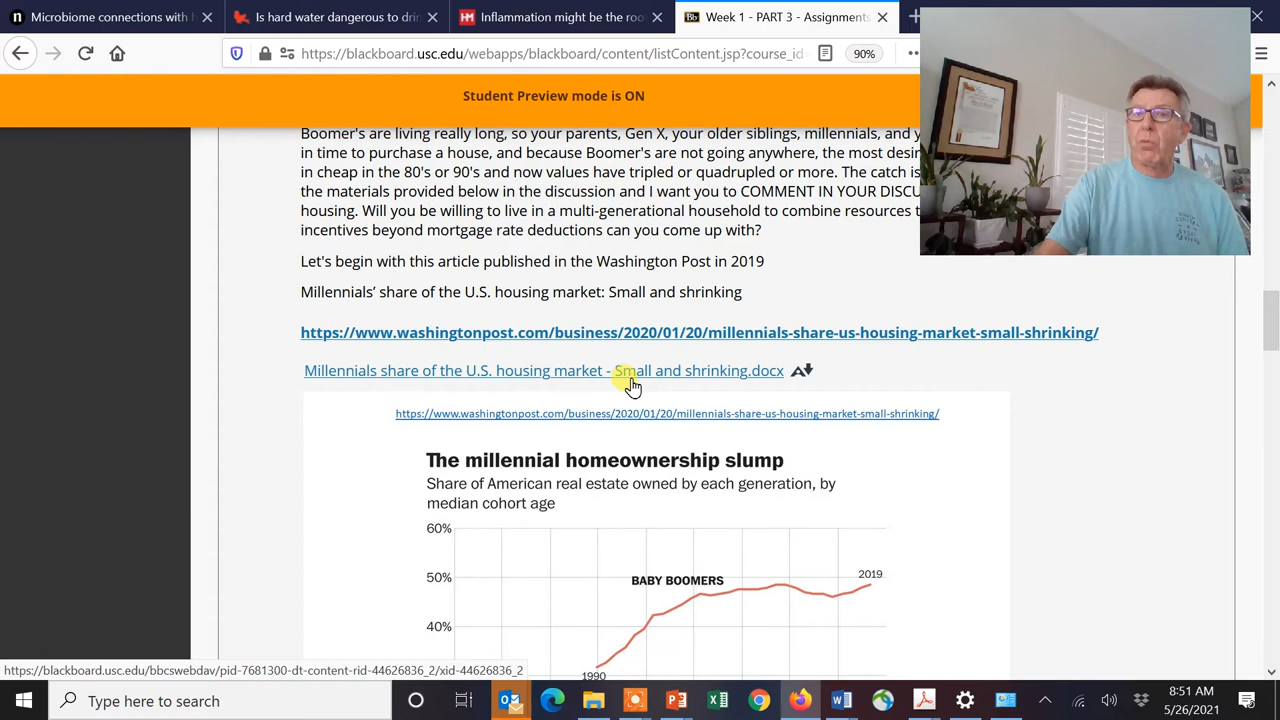 Microbiome connections with h
Is hard water dangerous to drin
Inflammation might be the roo
Week 1 - PART 3 - Assignments
https://blackboard.usc.edu/webapps/blackboard/content/listContent.jsp?course_id=
90%
Student Preview mode is ON
Boomer's are living really long, so your parents, Gen X, your older siblings, millennials, and y
in time to purchase a house, and because Boomer's are not going anywhere, the most desir
in cheap in the 80's or 90's and now values have tripled or quadrupled or more. The catch is
the materials provided below in the discussion and I want you to COMMENT IN YOUR DISCU
housing. Will you be willing to live in a multi-generational household to combine resources t
incentives beyond mortgage rate deductions can you come up with?
Let's begin with this article published in the Washington Post in 2019
Millennials’ share of the U.S. housing market: Small and shrinking
https://www.washingtonpost.com/business/2020/01/20/millennials-share-us-housing-market-small-shrinking/
Millennials share of the U.S. housing market - Small and shrinking.docx
https://www.washingtonpost.com/business/2020/01/20/millennials-share-us-housing-market-small-shrinking/
The millennial homeownership slump
Share of American real estate owned by each generation, by
median cohort age
60%
50%
BABY BOOMERS
2019
40%
1990
https://blackboard.usc.edu/bbcswebdav/pid-7681300-dt-content-rid-44626836_2/xid-44626836_2
Type here to search
8:51 AM
5/26/2021